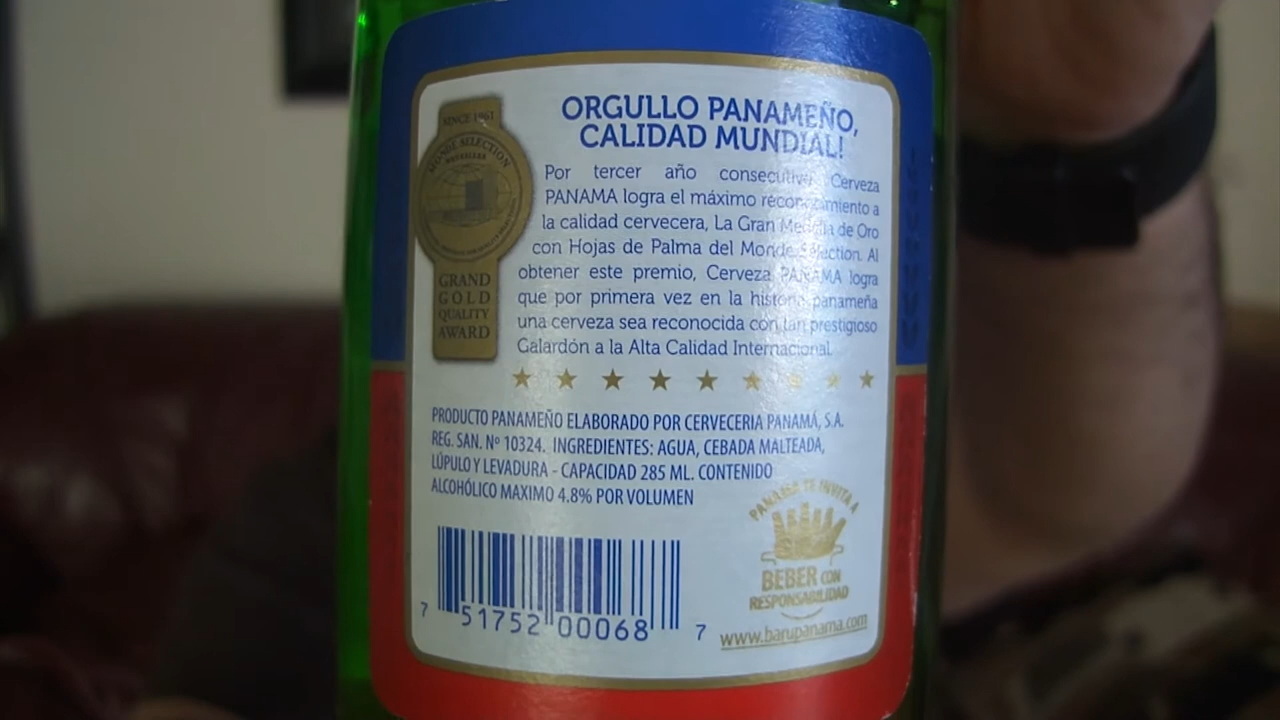 ORGULLO PANAMEÑO,
CALIDAD MUNDIAL!
SINCE 1961
MONDE SELECTION
BRUXELLES
GRAND
GOLD
QUALITY
AWARD
Por tercer año consecutivo, Cerveza
PANAMA logra el máximo reconocimiento a
la calidad cervecera, La Gran Medalla de Oro
con Hojas de Palma del Monde Selection. Al
obtener este premio, Cerveza PANAMA logra
que por primera vez en la historia panameña
una cerveza sea reconocida con tan prestigioso
Galardón a la Alta Calidad Internacional.
PRODUCTO PANAMEÑO ELABORADO POR CERVECERIA PANAMÁ, S.A.
REG. SAN. Nº 10324. INGREDIENTES: AGUA, CEBADA MALTEADA,
LÚPULO Y LEVADURA - CAPACIDAD 285 ML. CONTENIDO
ALCOHÓLICO MAXIMO 4.8% POR VOLUMEN
PANAMA TE INVITA A
BEBER CON
RESPONSABILIDAD
www.barupanama.com
7 51752 00068 7